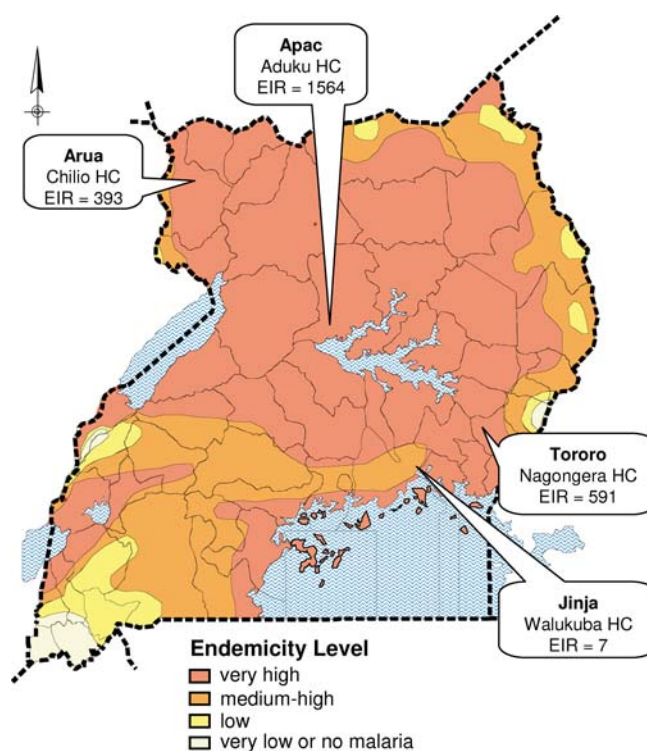 Apac
Aduku HC
EIR = 1564
Arua
Chilio HC
EIR = 393
Tororo
Nagongera HC
EIR = 591
Jinja
Walukuba HC
EIR = 7
Endemicity Level
very high
medium-high
low
very low or no malaria